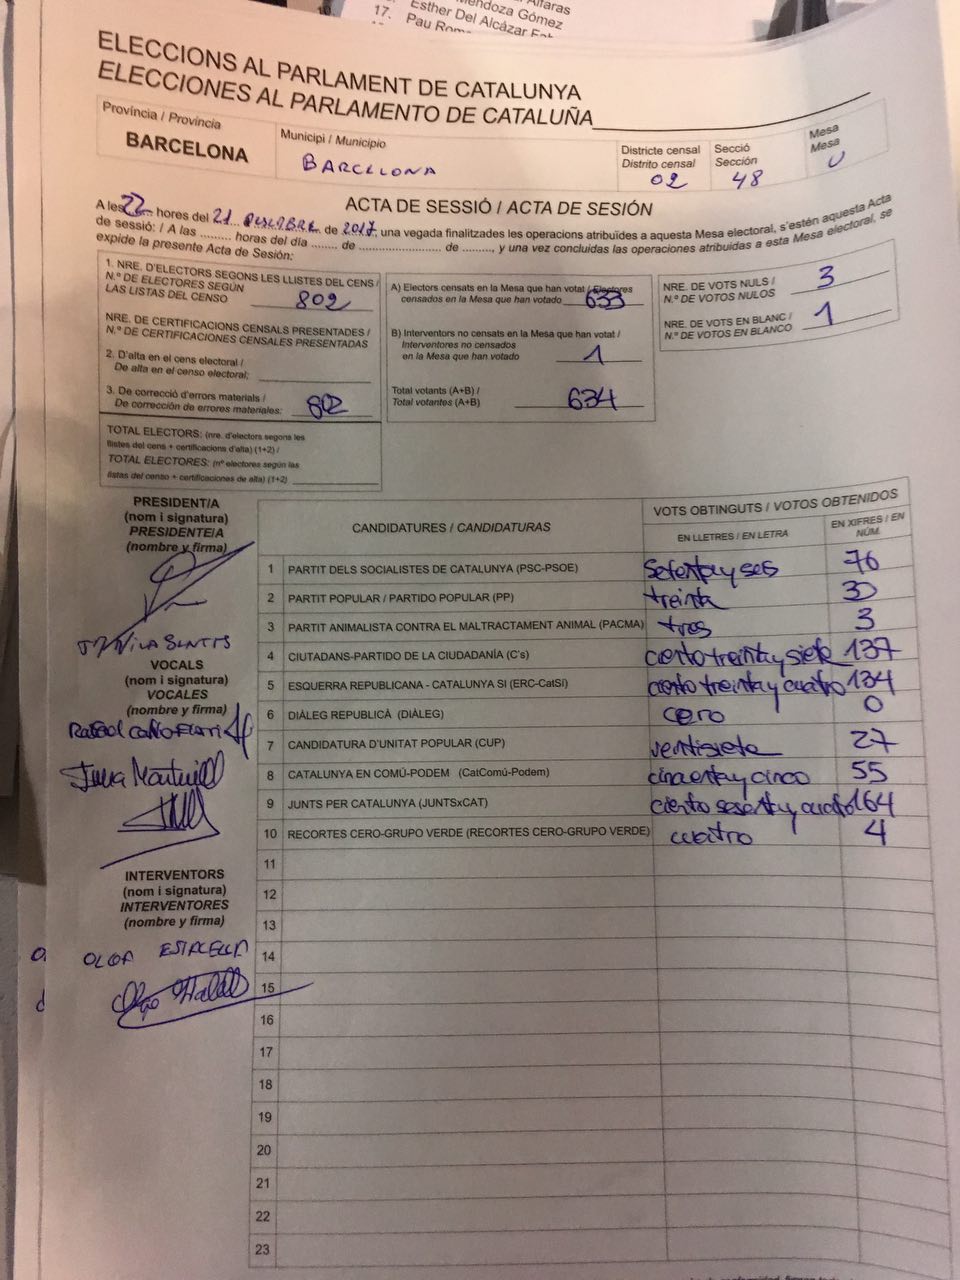 Mendoza Gómez
17. Esther Del Alcázar
Pau
ELECCIONS AL PARLAMENT DE CATALUNYA
ELECCIONES AL PARLAMENTO DE CATALUÑA
Província / Provincia
BARCELONA
Municipi / Municipio
BARCELONA
Districte censal
Distrito censal
02
Secció
Sección
48
Mesa
Mesa
U
ACTA DE SESSIÓ / ACTA DE SESIÓN
A les 22 hores del 21 DESEMBRE de 2017, una vegada finalitzades les operacions atribuïdes a aquesta Mesa electoral, s'estén aquesta Acta
de sessió: / A las ......... horas del día ........ de ........................ de ........., y una vez concluidas las operaciones atribuidas a esta Mesa electoral, se
expide la presente Acta de Sesión:
1. NRE. D'ELECTORS SEGONS LES LLISTES DEL CENS /
N.º DE ELECTORES SEGÚN
LAS LISTAS DEL CENSO 802
NRE. DE CERTIFICACIONS CENSALS PRESENTADES /
N.º DE CERTIFICACIONES CENSALES PRESENTADAS
2. D'alta en el cens electoral /
De alta en el censo electoral:
3. De correcció d'errors materials /
De corrección de errores materiales: 802
TOTAL ELECTORS: (nre. d'electors segons les
llistes del cens + certificacions d'alta) (1+2) /
TOTAL ELECTORES: (nº electores según las
listas del censo + certificaciones de alta) (1+2)
A) Electors censats en la Mesa que han votat / Electores
censados en la Mesa que han votado 633
B) Interventors no censats en la Mesa que han votat /
Interventores no censados
en la Mesa que han votado 1
Total votants (A+B) /
Total votantes (A+B) 634
NRE. DE VOTS NULS /
N.º DE VOTOS NULOS 3
NRE. DE VOTS EN BLANC /
N.º DE VOTOS EN BLANCO 1
PRESIDENT/A
(nom i signatura)
PRESIDENTE/A
(nombre y firma)
VOCALS
(nom i signatura)
VOCALES
(nombre y firma)
INTERVENTORS
(nom i signatura)
INTERVENTORES
(nombre y firma)
OLGA
CANDIDATURES / CANDIDATURAS
VOTS OBTINGUTS / VOTOS OBTENIDOS
EN LLETRES / EN LETRA
EN XIFRES / EN
NÚM.
1 PARTIT DELS SOCIALISTES DE CATALUNYA (PSC-PSOE) setenta y seis 76
2 PARTIT POPULAR / PARTIDO POPULAR (PP) treinta 30
3 PARTIT ANIMALISTA CONTRA EL MALTRACTAMENT ANIMAL (PACMA) tres 3
4 CIUTADANS-PARTIDO DE LA CIUDADANÍA (C's) ciento treinta y siete 137
5 ESQUERRA REPUBLICANA - CATALUNYA SI (ERC-CatSí) ciento treinta y cuatro 134
6 DIÀLEG REPUBLICÀ (DIÀLEG) cero 0
7 CANDIDATURA D'UNITAT POPULAR (CUP) ventisiete 27
8 CATALUNYA EN COMÚ-PODEM (CatComú-Podem) cincuenta y cinco 55
9 JUNTS PER CATALUNYA (JUNTSxCAT) ciento sesenta y cuatro 164
10 RECORTES CERO-GRUPO VERDE (RECORTES CERO-GRUPO VERDE) cuatro 4
11
12
13
14
15
16
17
18
19
20
21
22
23